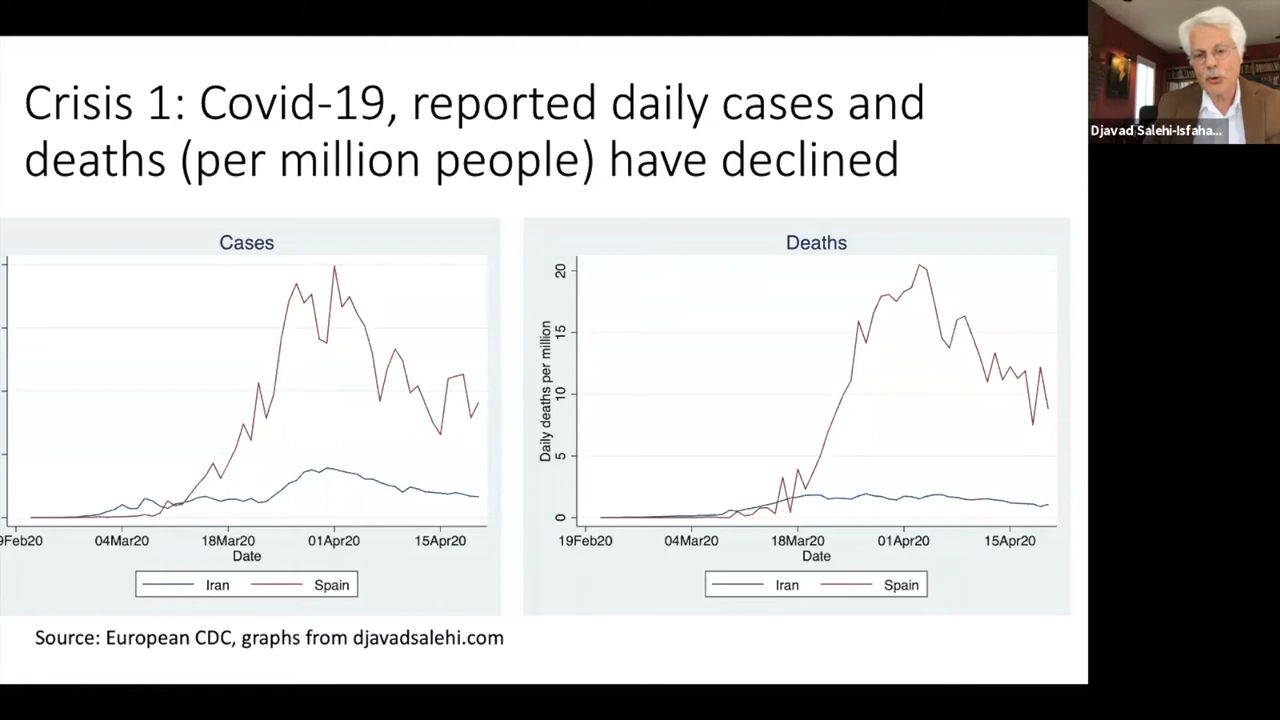 Crisis 1: Covid-19, reported daily cases and
deaths (per million people) have declined
Djavad Salehi-Isfaha...
Cases
9Feb20
04Mar20
18Mar20
01Apr20
15Apr20
Date
Iran
Spain
Deaths
Daily deaths per million
20
15
10
5
0
19Feb20
04Mar20
18Mar20
01Apr20
15Apr20
Date
Iran
Spain
Source: European CDC, graphs from djavadsalehi.com